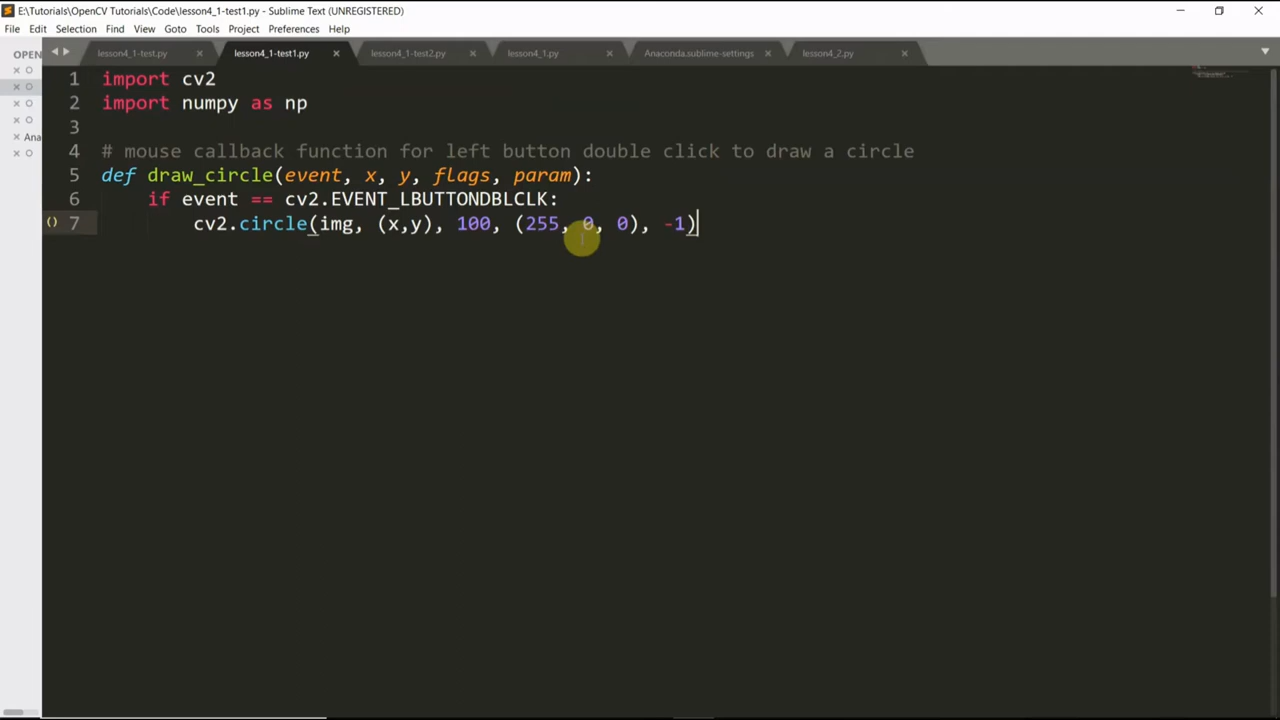 E:\Tutorials\OpenCV Tutorials\Code\lesson4_1-test1.py - Sublime Text (UNREGISTERED)
File Edit Selection Find View Goto Tools Project Preferences Help
OPEN lesson4_1-test.py lesson4_1-test1.py lesson4_1-test2.py lesson4_1.py Anaconda.sublime-settings lesson4_2.py
Ana
1 import cv2
2 import numpy as np
3
4 # mouse callback function for left button double click to draw a circle
5 def draw_circle(event, x, y, flags, param):
6 if event == cv2.EVENT_LBUTTONDBLCLK:
() 7 cv2.circle(img, (x,y), 100, (255, 0, 0), -1)